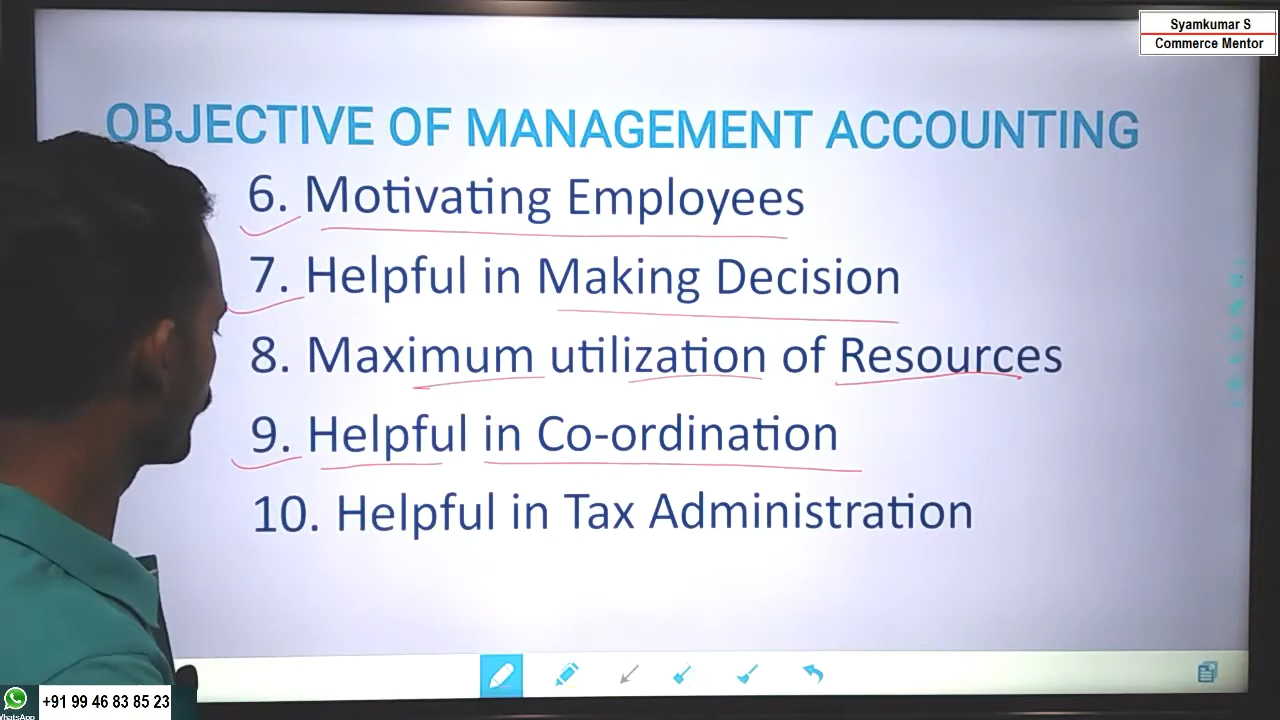 Syamkumar S
Commerce Mentor
OBJECTIVE OF MANAGEMENT ACCOUNTING
6. Motivating Employees
7. Helpful in Making Decision
8. Maximum utilization of Resources
9. Helpful in Co-ordination
10. Helpful in Tax Administration
+91 99 46 83 85 23
WhatsApp